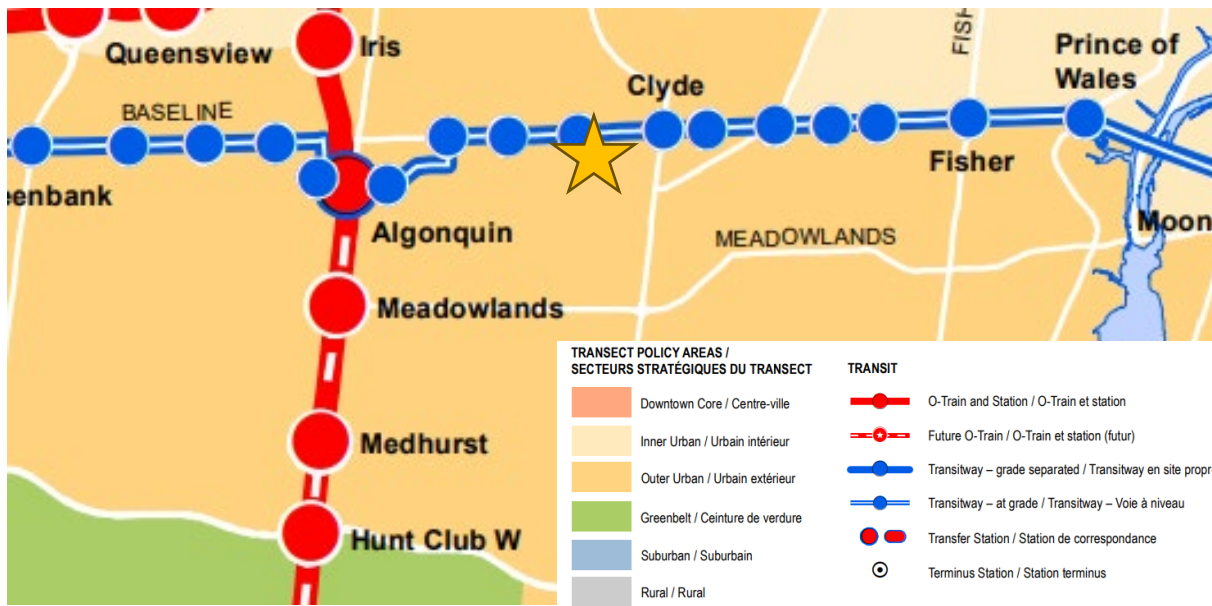 Queensview
Iris
BASELINE
Clyde
FISH
Prince of
Wales
eenbank
Algonquin
Fisher
MEADOWLANDS
Moon
Meadowlands
Medhurst
Hunt Club W
TRANSECT POLICY AREAS /
SECTEURS STRATÉGIQUES DU TRANSECT
Downtown Core / Centre-ville
Inner Urban / Urbain intérieur
Outer Urban / Urbain extérieur
Greenbelt / Ceinture de verdure
Suburban / Suburbain
Rural / Rural
TRANSIT
O-Train and Station / O-Train et station
Future O-Train / O-Train et station (futur)
Transitway – grade separated / Transitway en site propr
Transitway – at grade / Transitway – Voie à niveau
Transfer Station / Station de correspondance
Terminus Station / Station terminus